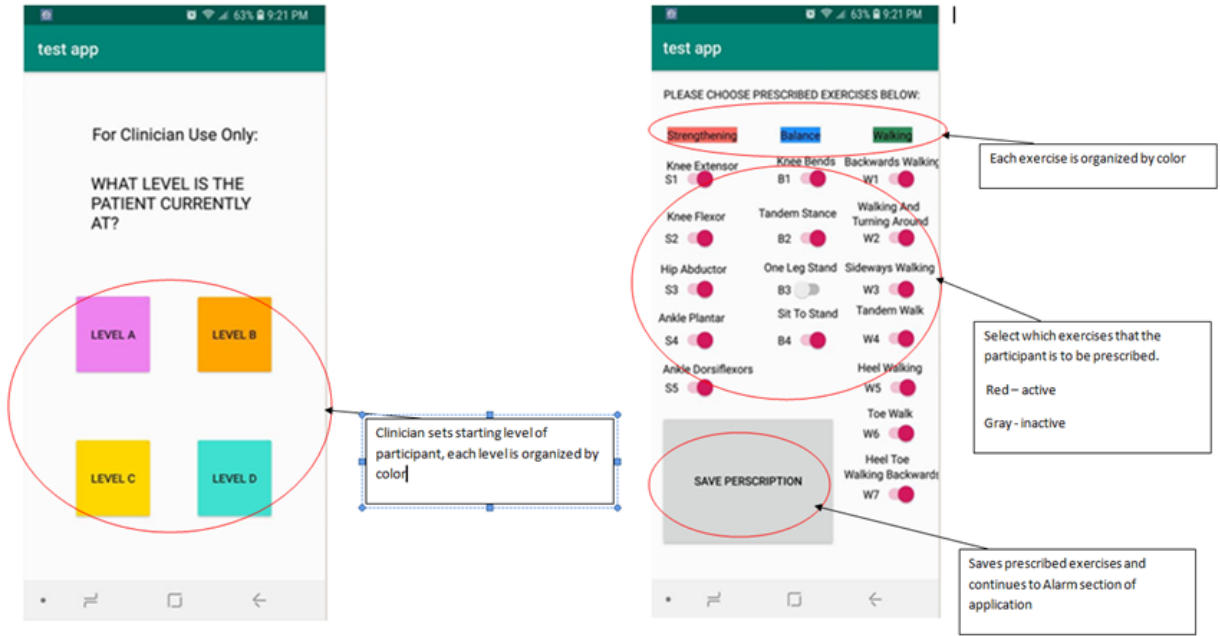 63% 9:21 PM
test app
For Clinician Use Only:
WHAT LEVEL IS THE
PATIENT CURRENTLY
AT?
LEVEL A
LEVEL B
LEVEL C
LEVEL D
Clinician sets starting level of
participant, each level is organized by
color
63% 9:21 PM
test app
PLEASE CHOOSE PRESCRIBED EXERCISES BELOW:
Strengthening Balance Walking
Knee Extensor Knee Bends Backwards Walking
S1 B1 W1
Knee Flexor Tandem Stance Walking And
Turning Around
S2 B2 W2
Hip Abductor One Leg Stand Sideways Walking
S3 B3 W3
Ankle Plantar Sit To Stand Tandem Walk
S4 B4 W4
Ankle Dorsiflexors Heel Walking
S5 W5
Toe Walk
W6
Heel Toe
Walking Backwards
W7
SAVE PERSCRIPTION
Each exercise is organized by color
Select which exercises that the
participant is to be prescribed.
Red – active
Gray - inactive
Saves prescribed exercises and
continues to Alarm section of
application